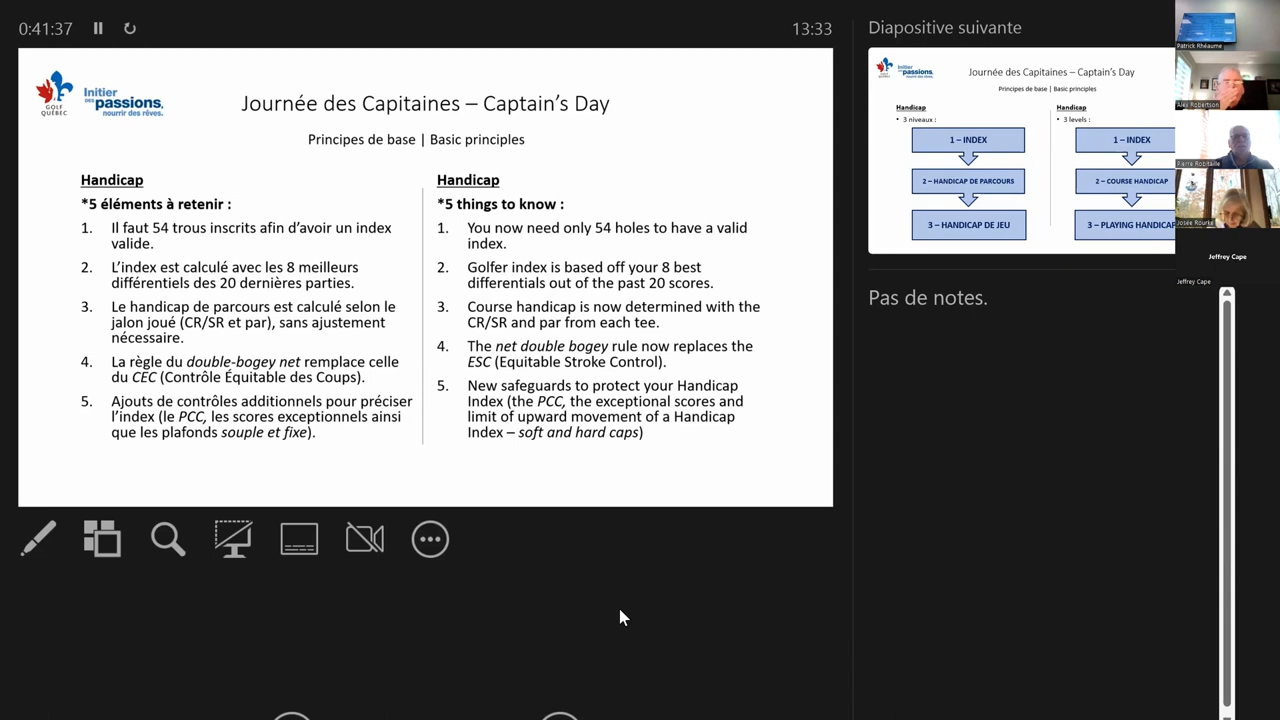 0:41:37
13:33
GOLF
QUÉBEC
Initier
DES passions,
nourrir des rêves.
Journée des Capitaines – Captain's Day
Principes de base | Basic principles
Handicap
*5 éléments à retenir :
1. Il faut 54 trous inscrits afin d'avoir un index
valide.
2. L'index est calculé avec les 8 meilleurs
différentiels des 20 dernières parties.
3. Le handicap de parcours est calculé selon le
jalon joué (CR/SR et par), sans ajustement
nécessaire.
4. La règle du double-bogey net remplace celle
du CEC (Contrôle Équitable des Coups).
5. Ajouts de contrôles additionnels pour préciser
l'index (le PCC, les scores exceptionnels ainsi
que les plafonds souple et fixe).
Handicap
*5 things to know :
1. You now need only 54 holes to have a valid
index.
2. Golfer index is based off your 8 best
differentials out of the past 20 scores.
3. Course handicap is now determined with the
CR/SR and par from each tee.
4. The net double bogey rule now replaces the
ESC (Equitable Stroke Control).
5. New safeguards to protect your Handicap
Index (the PCC, the exceptional scores and
limit of upward movement of a Handicap
Index – soft and hard caps)
Diapositive suivante
Initier
DES passions,
nourrir des rêves.
Journée des Capitaines – Captain's Day
Principes de base | Basic principles
Handicap
• 3 niveaux :
1 – INDEX
2 – HANDICAP DE PARCOURS
3 – HANDICAP DE JEU
Handicap
• 3 levels :
1 – INDEX
2 – COURSE HANDICAP
3 – PLAYING HANDICAP
Pas de notes.
Patrick Rhéaume
Alex Robertson
Pierre Robitaille
Josée Rourke
Jeffrey Cape
Jeffrey Cape